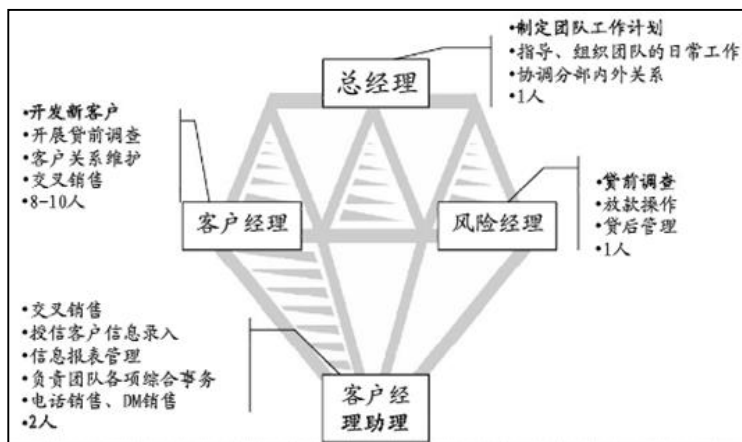 •制定团队工作计划
•指导、组织团队的日常工作
•协调分部内外关系
•1人
总经理
•开发新客户
•开展贷前调查
•客户关系维护
•交叉销售
•8-10人
客户经理
风险经理
•贷前调查
•放款操作
•贷后管理
•1人
•交叉销售
•授信客户信息录入
•信息报表管理
•负责团队各项综合事务
•电话销售、DM销售
•2人
客户经
理助理